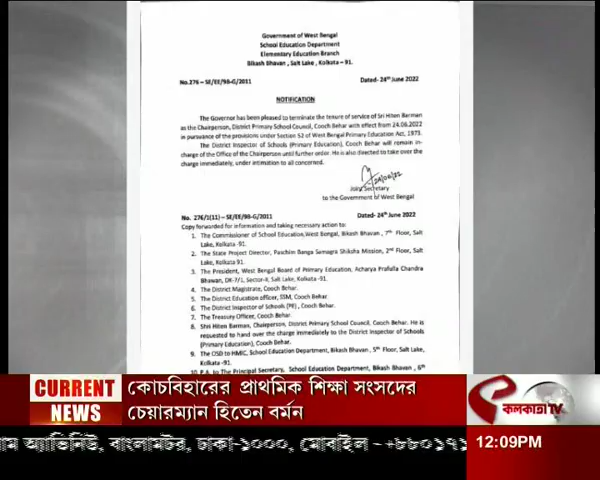 Government of West Bengal
School Education Department
Elementary Education Branch
Bikash Bhavan , Salt Lake , Kolkata – 91.
No.276 – SE/EE/98-G/2011
Dated- 24th June 2022
NOTIFICATION
The Governor has been pleased to terminate the tenure of service of Sri Hiten Barman
as the Chairperson, District Primary School Council, Cooch Behar with effect from 24.06.2022
in pursuance of the provisions under Section 52 of West Bengal Primary Education Act, 1973.
The District Inspector of Schools (Primary Education), Cooch Behar will remain in-
charge of the Office of the Chairperson until further order. He is also directed to take over the
charge immediately, under intimation to all concerned.
24/06/22
Joint Secretary
to the Government of West Bengal
No. 276/1(11) – SE/EE/98-G/2011
Dated- 24th June 2022
Copy forwarded for information and taking necessary action to:
1. The Commissioner of School Education,West Bengal, Bikash Bhavan , 7th Floor, Salt
Lake, Kolkata -91.
2. The State Project Director, Paschim Banga Samagra Shiksha Mission, 2nd Floor, Salt
Lake, Kolkata 91.
3. The President, West Bengal Board of Primary Education, Acharya Prafulla Chandra
Bhawan, DK-7/1, Sector-II, Salt Lake, Kolkata -91.
4. The District Magistrate, Cooch Behar.
5. The District Education officer, SSM, Cooch Behar
6. The District Inspector of Schools (PE) , Cooch Behar.
7. The Treasury Officer, Cooch Behar.
8. Shri Hiten Barman, Chairperson, District Primary School Council, Cooch Behar. He is
requested to hand over the charge immediately to the District Inspector of Schools
(Primary Education), Cooch Behar.
9. The OSD to HMIC, School Education Department, Bikash Bhavan , 5th Floor, Salt Lake,
Kolkata -91.
10. P.A. to The Principal Secretary, School Education Department, Bikash Bhavan , 6th
CURRENT
NEWS
কোচবিহারের প্রাথমিক শিক্ষা সংসদের
চেয়ারম্যান হিতেন বর্মন
কলকাতা TV
অ্যাভিনিউ, বাংলামটর, ঢাকা-১০০০, মোবাইল - +৮৮০১৭১
12:09PM